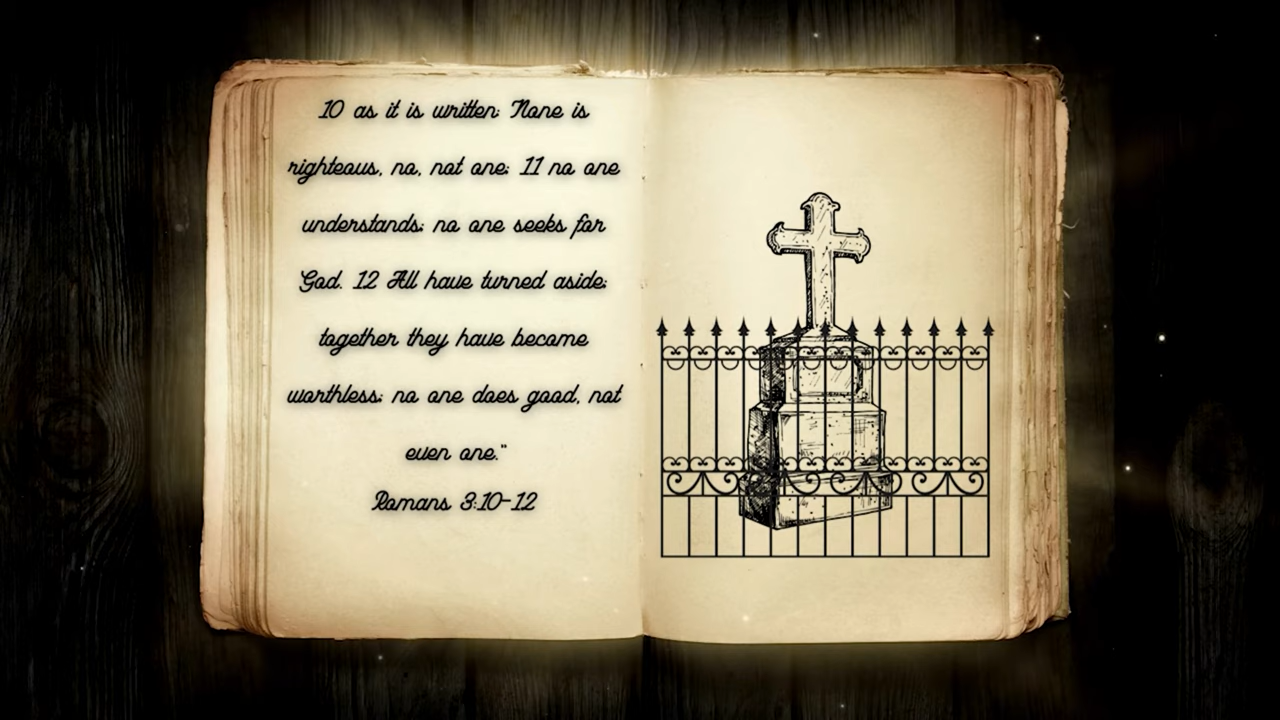 10 as it is written: "None is
righteous, no, not one; 11 no one
understands; no one seeks for
God. 12 All have turned aside;
together they have become
worthless; no one does good, not
even one."
Romans 3:10-12